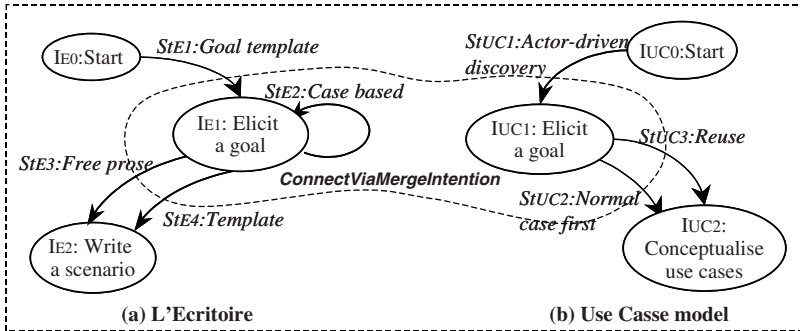 IE0:Start
StE1:Goal template
StE2:Case based
IE1: Elicit
a goal
StE3:Free prose
StE4:Template
IE2: Write
a scenario
(a) L'Ecritoire
ConnectViaMergeIntention
StUC1:Actor-driven
discovery
IUC0:Start
IUC1: Elicit
a goal
StUC3:Reuse
StUC2:Normal
case first
IUC2:
Conceptualise
use cases
(b) Use Casse model